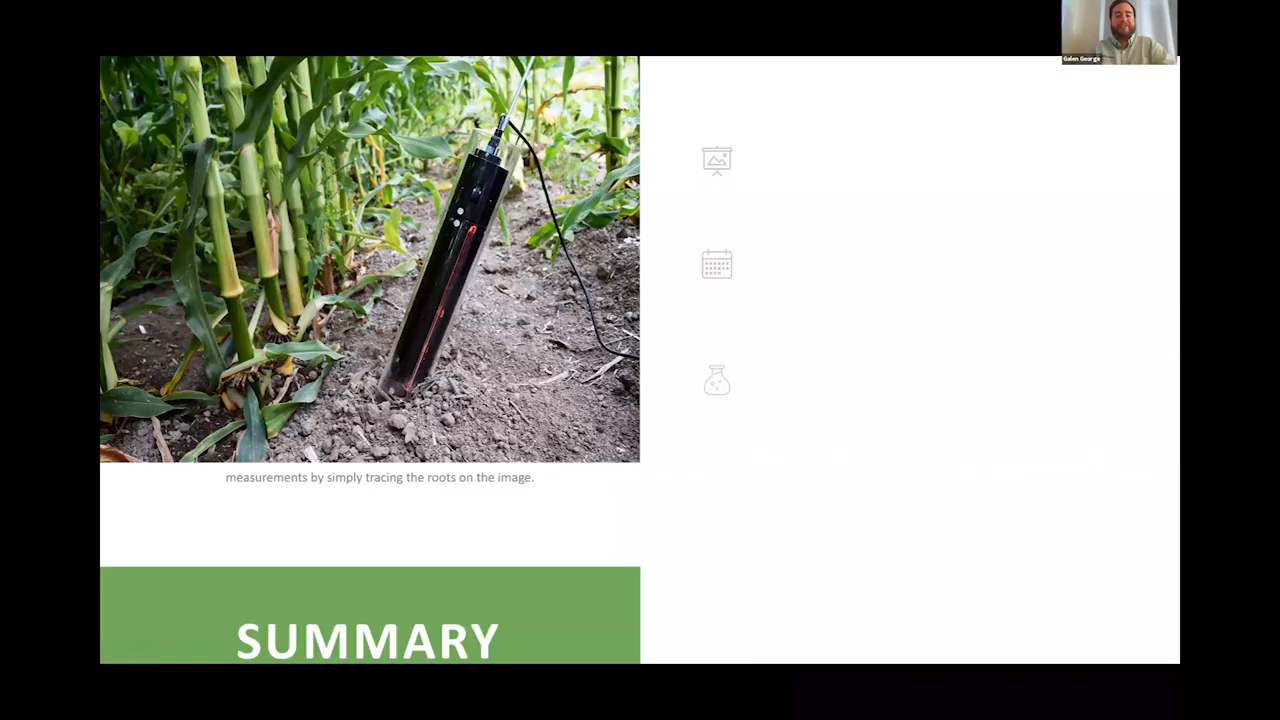 Galen George
measurements by simply tracing the roots on the image.
SUMMARY